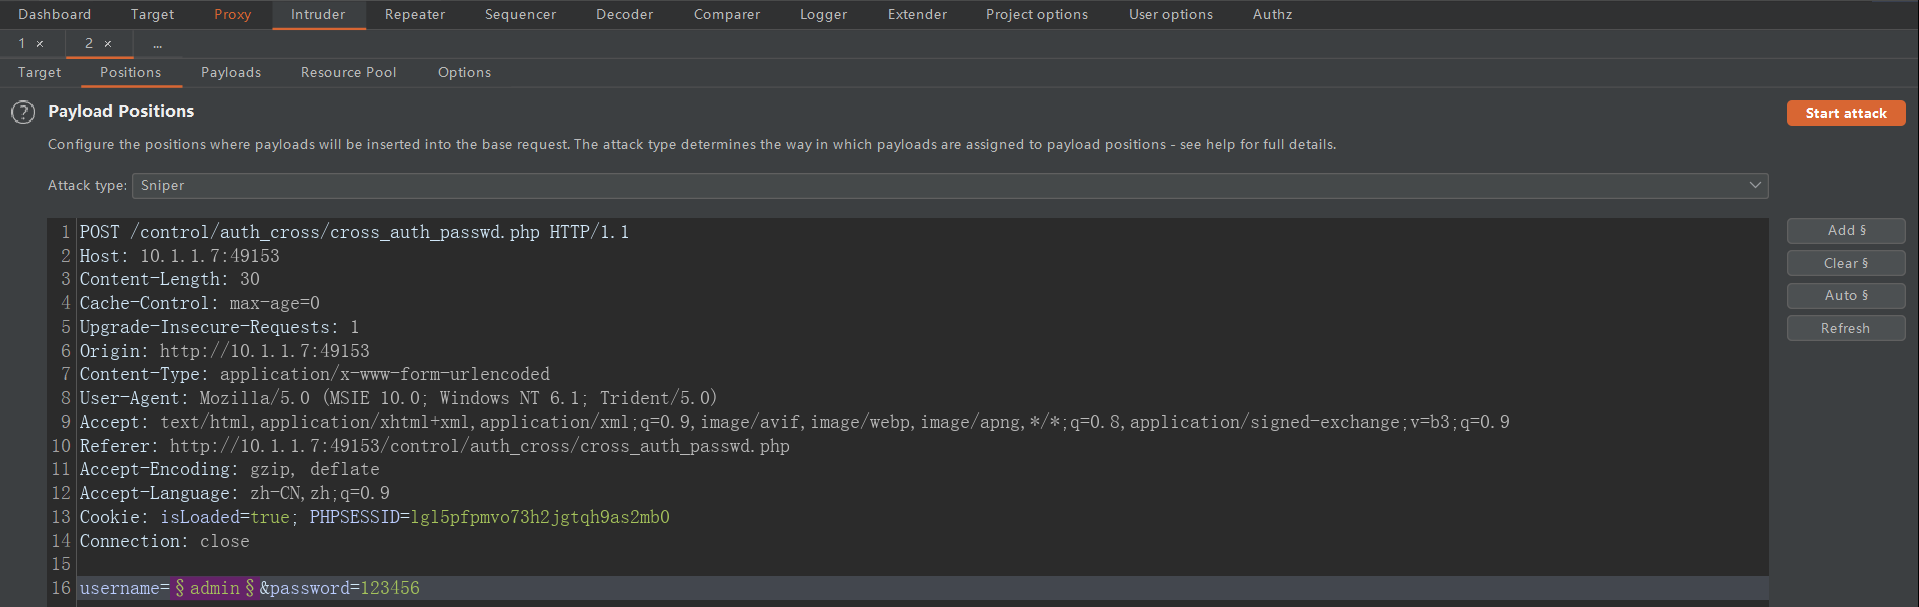 Dashboard Target Proxy Intruder Repeater Sequencer Decoder Comparer Logger Extender Project options User options Authz
1 × 2 × ...
Target Positions Payloads Resource Pool Options
? Payload Positions
Start attack
Configure the positions where payloads will be inserted into the base request. The attack type determines the way in which payloads are assigned to payload positions - see help for full details.
Attack type: Sniper
1 POST /control/auth_cross/cross_auth_passwd.php HTTP/1.1
2 Host: 10.1.1.7:49153
3 Content-Length: 30
4 Cache-Control: max-age=0
5 Upgrade-Insecure-Requests: 1
6 Origin: http://10.1.1.7:49153
7 Content-Type: application/x-www-form-urlencoded
8 User-Agent: Mozilla/5.0 (MSIE 10.0; Windows NT 6.1; Trident/5.0)
9 Accept: text/html,application/xhtml+xml,application/xml;q=0.9,image/avif,image/webp,image/apng,*/*;q=0.8,application/signed-exchange;v=b3;q=0.9
10 Referer: http://10.1.1.7:49153/control/auth_cross/cross_auth_passwd.php
11 Accept-Encoding: gzip, deflate
12 Accept-Language: zh-CN,zh;q=0.9
13 Cookie: isLoaded=true; PHPSESSID=lgl5pfpmvo73h2jgtqh9as2mb0
14 Connection: close
15
16 username=§admin§&password=123456
Add §
Clear §
Auto §
Refresh